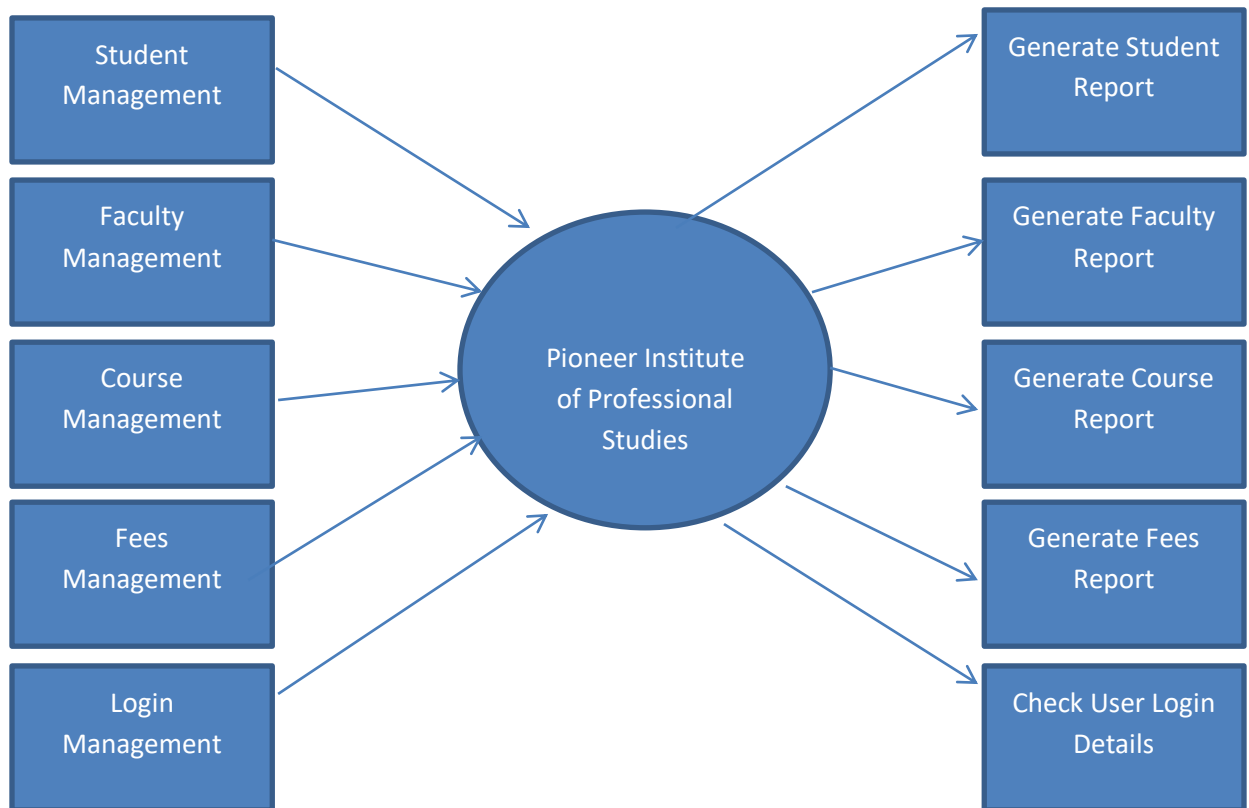 Student
Management
Faculty
Management
Course
Management
Fees
Management
Login
Management
Pioneer Institute
of Professional
Studies
Generate Student
Report
Generate Faculty
Report
Generate Course
Report
Generate Fees
Report
Check User Login
Details